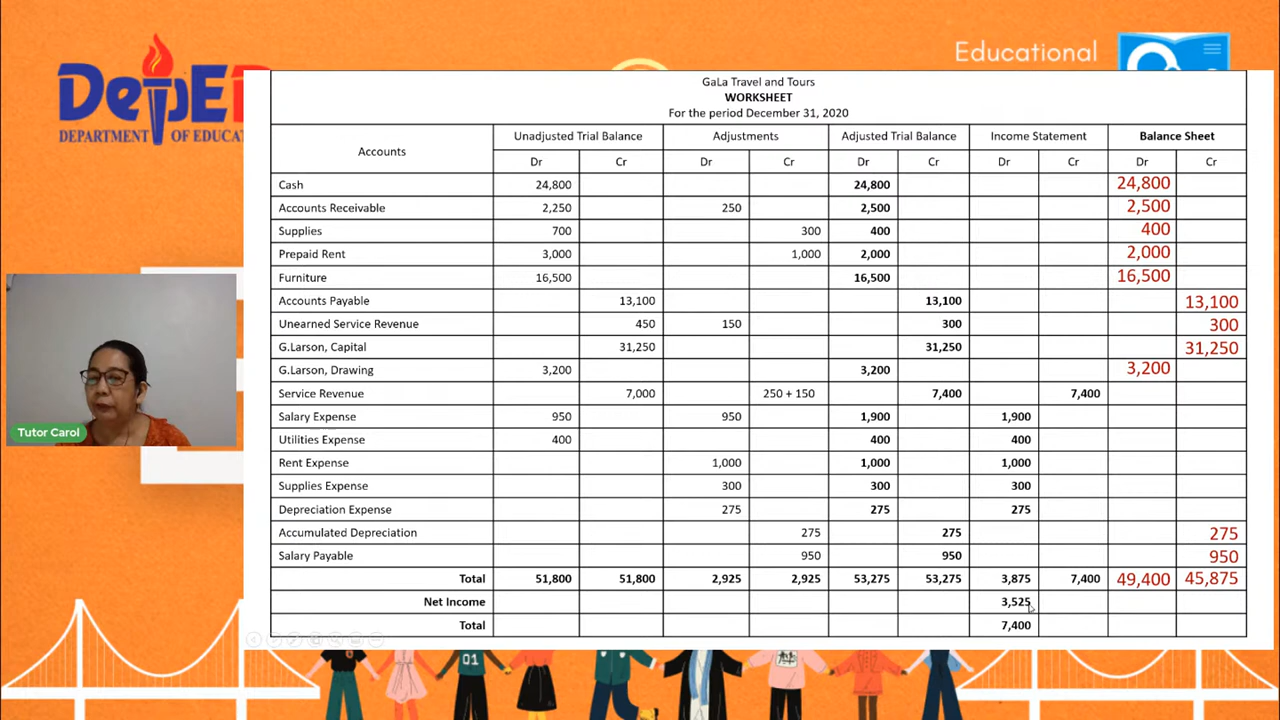 Educational
DepED
DEPARTMENT OF EDUCA
GaLa Travel and Tours
WORKSHEET
For the period December 31, 2020
Accounts Unadjusted Trial Balance Adjustments Adjusted Trial Balance Income Statement Balance Sheet
Dr Cr Dr Cr Dr Cr Dr Cr Dr Cr
Cash 24,800 24,800 24,800
Accounts Receivable 2,250 250 2,500 2,500
Supplies 700 300 400 400
Prepaid Rent 3,000 1,000 2,000 2,000
Furniture 16,500 16,500 16,500
Accounts Payable 13,100 13,100 13,100
Unearned Service Revenue 450 150 300 300
G.Larson, Capital 31,250 31,250 31,250
G.Larson, Drawing 3,200 3,200 3,200
Service Revenue 7,000 250 + 150 7,400 7,400
Salary Expense 950 950 1,900 1,900
Utilities Expense 400 400 400
Rent Expense 1,000 1,000 1,000
Supplies Expense 300 300 300
Depreciation Expense 275 275 275
Accumulated Depreciation 275 275 275
Salary Payable 950 950 950
Total 51,800 51,800 2,925 2,925 53,275 53,275 3,875 7,400 49,400 45,875
Net Income 3,525
Total 7,400
Tutor Carol
01